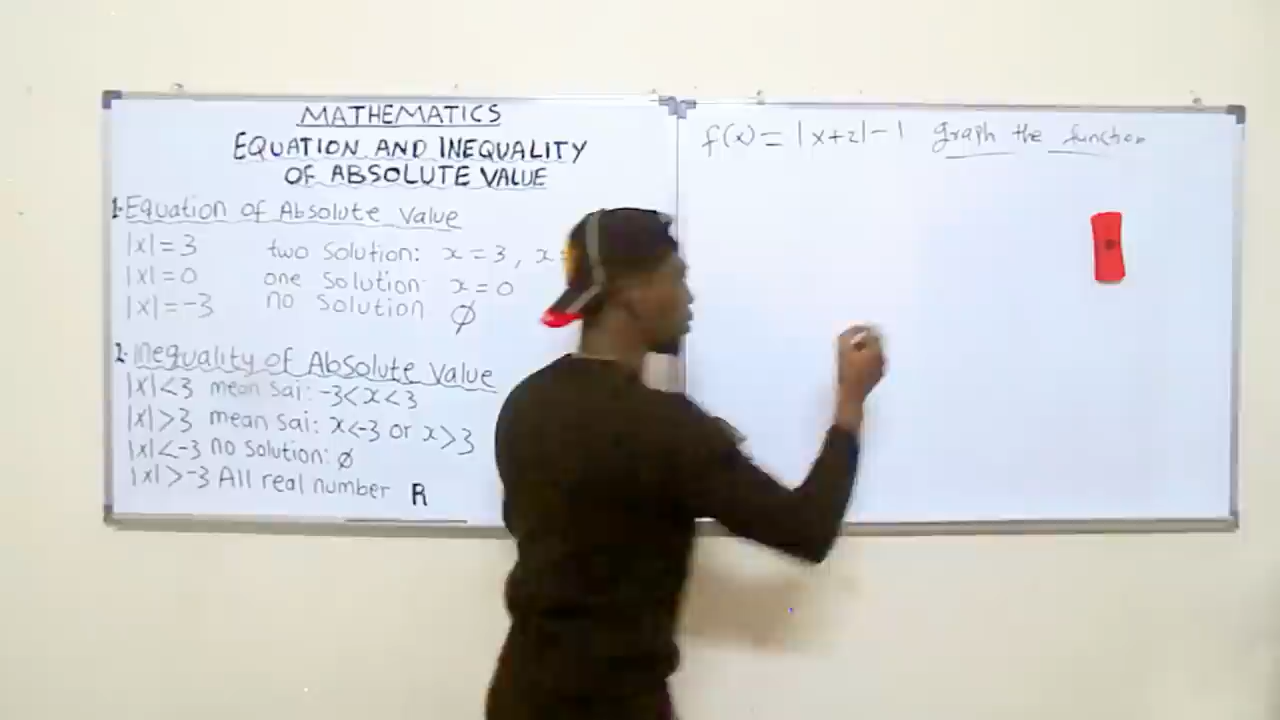 MATHEMATICS
EQUATION AND INEQUALITY
OF ABSOLUTE VALUE
1. Equation of Absolute Value
|x|=3 two solution: x=3, x=
|x|=0 one solution: x=0
|x|=-3 no solution ∅
2. Inequality of Absolute Value
|x|<3 mean sai: -3<x<3
|x|>3 mean sai: x<-3 or x>3
|x|<-3 no solution: ∅
|x|>-3 All real number R
f(x) = |x+2|-1 graph the function